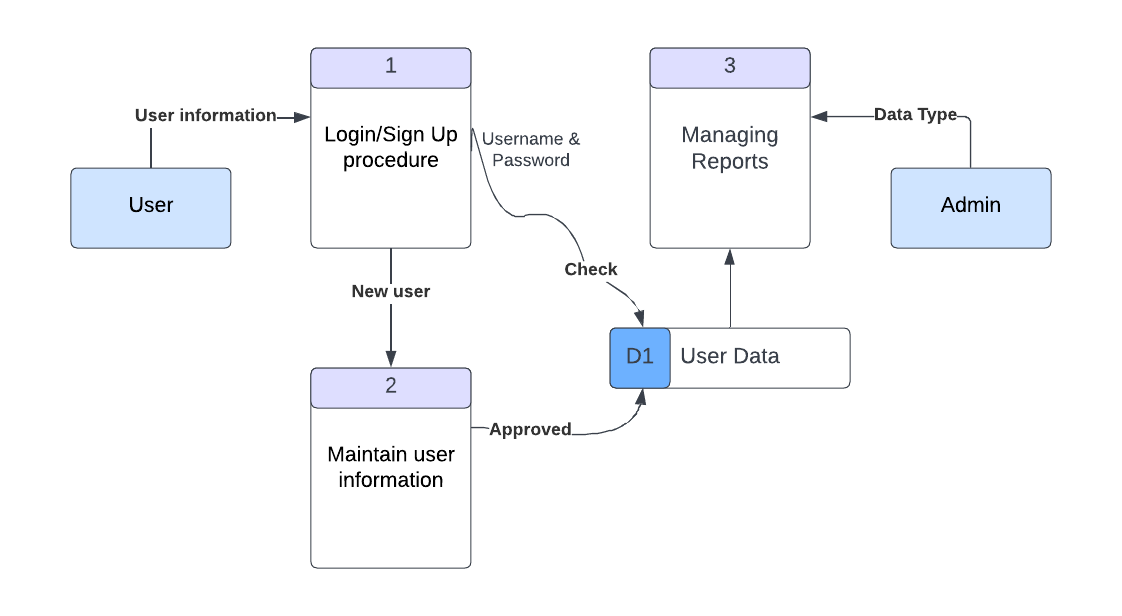 1
Login/Sign Up
procedure
User information
User
Username &
Password
3
Managing
Reports
Data Type
Admin
Check
New user
D1
User Data
2
Maintain user
information
Approved